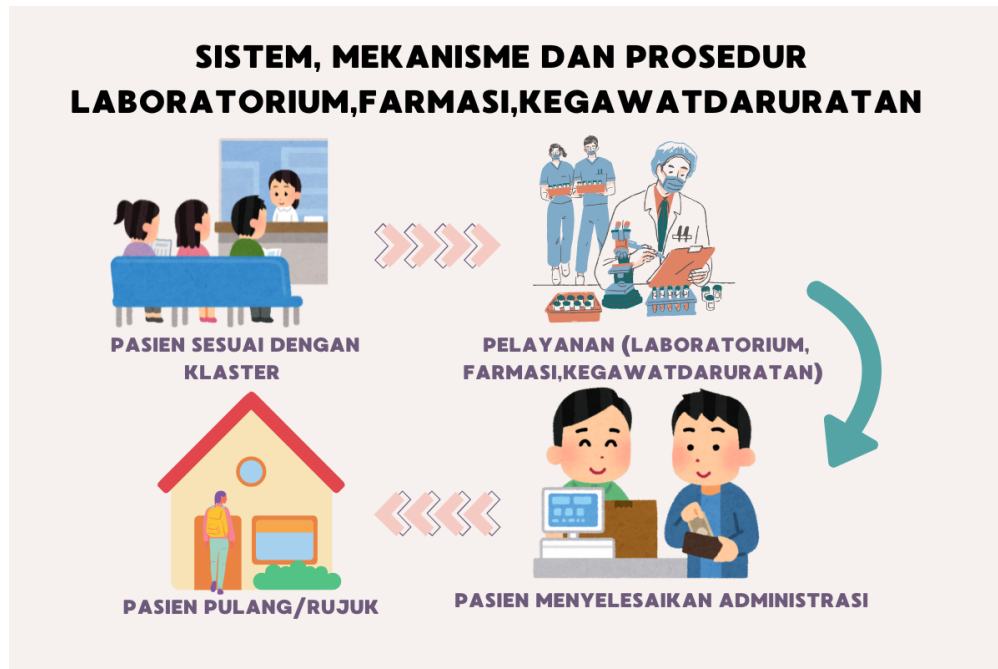 SISTEM, MEKANISME DAN PROSEDUR
LABORATORIUM,FARMASI,KEGAWATDARURATAN
PASIEN SESUAI DENGAN
KLASTER
PELAYANAN (LABORATORIUM,
FARMASI,KEGAWATDARURATAN)
PASIEN MENYELESAIKAN ADMINISTRASI
PASIEN PULANG/RUJUK